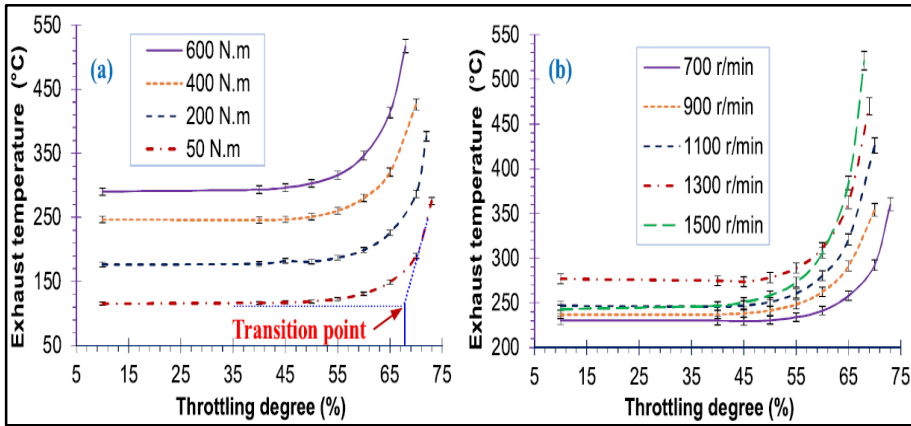 (a)
Exhaust temperature (°C)
550
450
350
250
150
50
600 N.m
400 N.m
200 N.m
50 N.m
Transition point
5 15 25 35 45 55 65 75
Throttling degree (%)
(b)
Exhaust temperature (°C)
550
500
450
400
350
300
250
200
700 r/min
900 r/min
1100 r/min
1300 r/min
1500 r/min
5 15 25 35 45 55 65 75
Throttling degree (%)